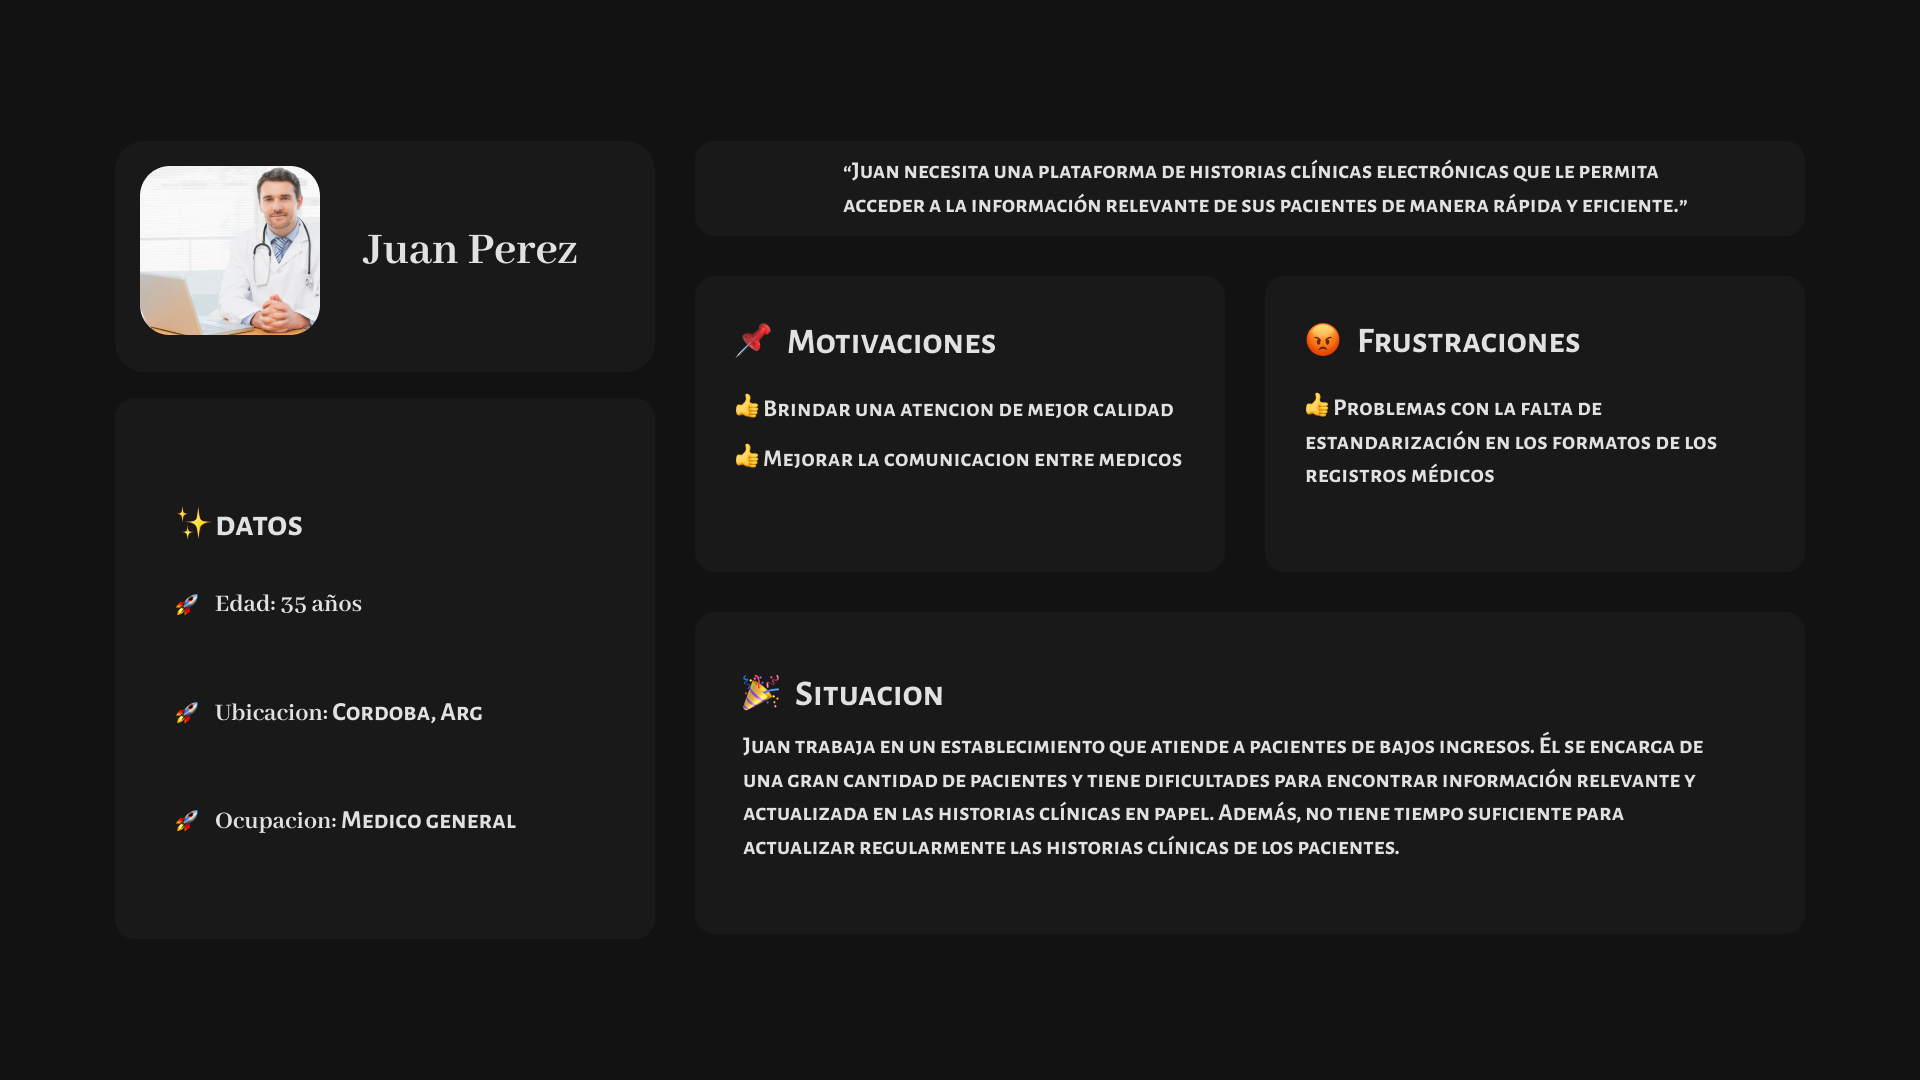 Juan Perez
“Juan necesita una plataforma de historias clínicas electrónicas que le permita
acceder a la información relevante de sus pacientes de manera rápida y eficiente.”
📌 Motivaciones
👍Brindar una atencion de mejor calidad
👍Mejorar la comunicacion entre medicos
😡 Frustraciones
👍Problemas con la falta de
estandarización en los formatos de los
registros médicos
✨datos
🚀 Edad: 35 años
🚀 Ubicacion: Cordoba, Arg
🚀 Ocupacion: Medico general
🎉 Situacion
Juan trabaja en un establecimiento que atiende a pacientes de bajos ingresos. Él se encarga de
una gran cantidad de pacientes y tiene dificultades para encontrar información relevante y
actualizada en las historias clínicas en papel. Además, no tiene tiempo suficiente para
actualizar regularmente las historias clínicas de los pacientes.